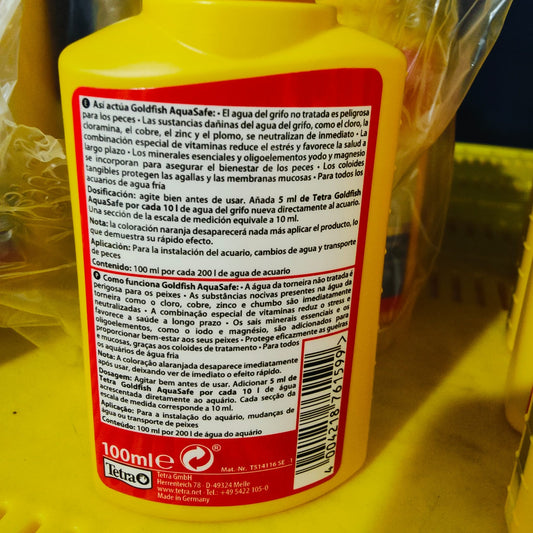 E Así actúa Goldfish AquaSafe: • El agua del grifo no tratada es peligrosa
para los peces • Las sustancias dañinas del agua del grifo, como el cloro, la
cloramina, el cobre, el zinc y el plomo, se neutralizan de inmediato • La
combinación especial de vitaminas reduce el estrés y favorece la salud a
largo plazo • Los minerales esenciales y oligoelementos yodo y magnesio
se incorporan para asegurar el bienestar de los peces • Los coloides
tangibles protegen las agallas y las membranas mucosas • Para todos los
acuarios de agua fría
Dosificación: agite bien antes de usar. Añada 5 ml de Tetra Goldfish
AquaSafe por cada 10 l de agua del grifo nueva directamente al acuario.
Una sección de la escala de medición equivale a 10 ml.
Nota: la coloración naranja desaparecerá nada más aplicar el producto, lo
que demuestra su rápido efecto.
Aplicación: Para la instalación del acuario, cambios de agua y transporte
de peces
Contenido: 100 ml por cada 200 l de agua de acuario
P Como funciona Goldfish AquaSafe: • A água da torneira não tratada é
perigosa para os peixes • As substâncias nocivas presentes na água da
torneira como o cloro, cobre, zinco e chumbo são imediatamente
neutralizadas • A combinação especial de vitaminas reduz o stress e
favorece a saúde a longo prazo • Os sais minerais essenciais e os
oligoelementos, como o iodo e magnésio, são adicionados para
proporcionar bem-estar aos seus peixes • Protege eficazmente as gueiras
e mucosas, graças aos coloides de tratamento • Para todos
os aquários de água fria
Nota: A coloração alaranjada desaparece imediatamente
após usar, deixando ver de imediato o efeito rápido.
Dosagem: Agitar bem antes de usar. Adicionar 5 ml de
Tetra Goldfish AquaSafe por cada 10 l de água
acrescentada diretamente ao aquário. Cada secção da
escala de medida corresponde a 10 ml.
Aplicação: Para a instalação do aquário, mudanças de
água ou transporte de peixes
Conteúdo: 100 ml por 200 l de água do aquário
4 004218 761599 >
100ml e ®
Mat. Nr. T514116 SE_1
Tetra
Tetra GmbH
Herrenteich 78 · D-49324 Melle
www.tetra.net · Tel.: +49 5422 105-0
Made in Germany